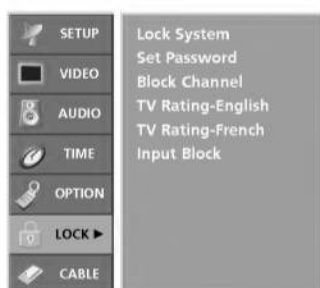 SETUP
VIDEO
AUDIO
TIME
OPTION
LOCK ►
CABLE
Lock System
Set Password
Block Channel
TV Rating-English
TV Rating-French
Input Block